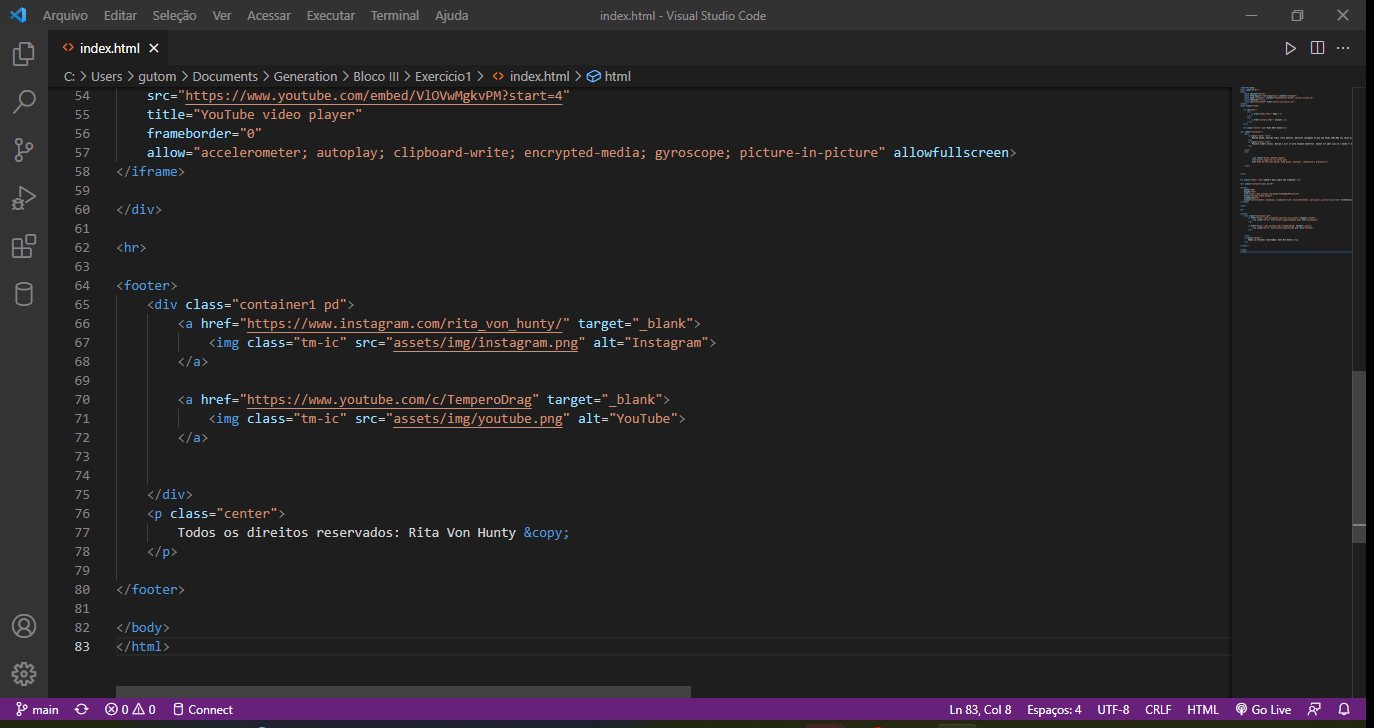 Arquivo Editar Seleção Ver Acessar Executar Terminal Ajuda index.html - Visual Studio Code
index.html
C: > Users > gutom > Documents > Generation > Bloco III > Exercicio1 > index.html > html
54 src="https://www.youtube.com/embed/VlOVwMgkvPM?start=4"
55 title="YouTube video player"
56 frameborder="0"
57 allow="accelerometer; autoplay; clipboard-write; encrypted-media; gyroscope; picture-in-picture" allowfullscreen>
58 </iframe>
59
60 </div>
61
62 <hr>
63
64 <footer>
65 <div class="container1 pd">
66 <a href="https://www.instagram.com/rita_von_hunty/" target="_blank">
67 <img class="tm-ic" src="assets/img/instagram.png" alt="Instagram">
68 </a>
69
70 <a href="https://www.youtube.com/c/TemperoDrag" target="_blank">
71 <img class="tm-ic" src="assets/img/youtube.png" alt="YouTube">
72 </a>
73
74
75 </div>
76 <p class="center">
77 Todos os direitos reservados: Rita Von Hunty &copy;
78 </p>
79
80 </footer>
81
82 </body>
83 </html>
main 0 0 Connect Ln 83, Col 8 Espaços: 4 UTF-8 CRLF HTML Go Live